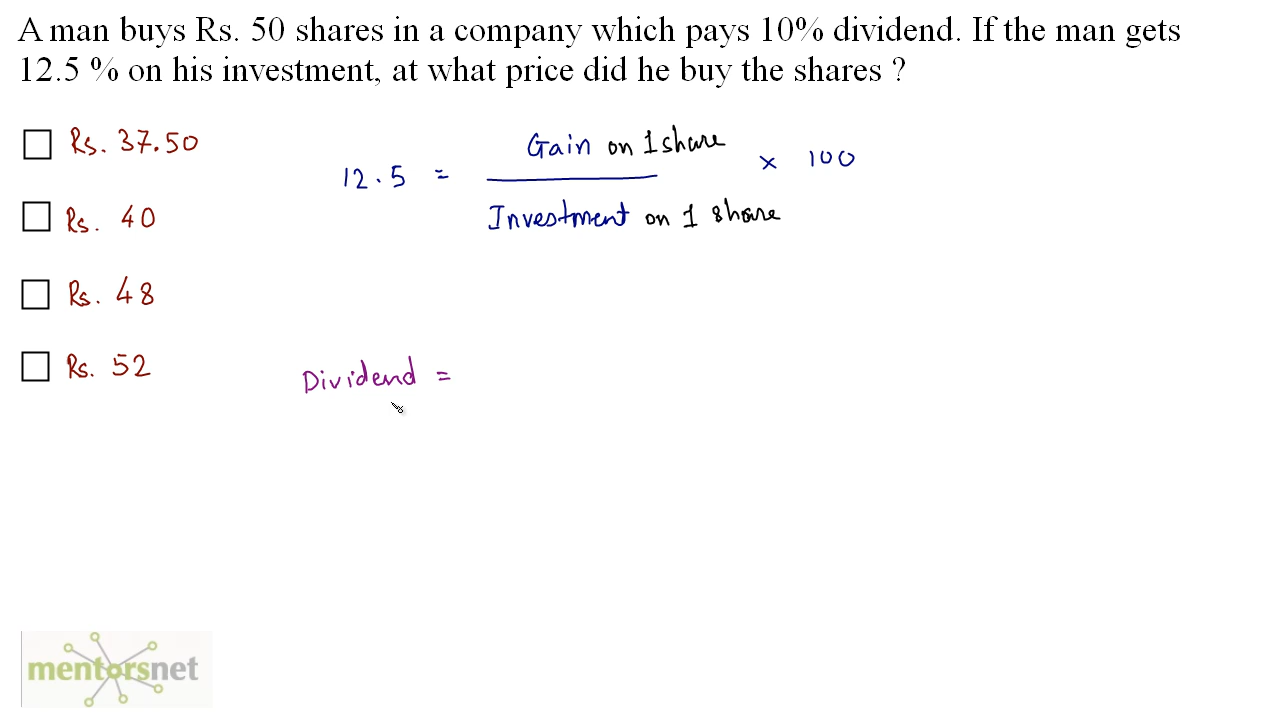 A man buys Rs. 50 shares in a company which pays 10% dividend. If the man gets
12.5 % on his investment, at what price did he buy the shares ?
Rs. 37.50
Rs. 40
Rs. 48
Rs. 52
12.5 = Gain on 1 share × 100
Investment on 1 share
Dividend =
mentorsnet